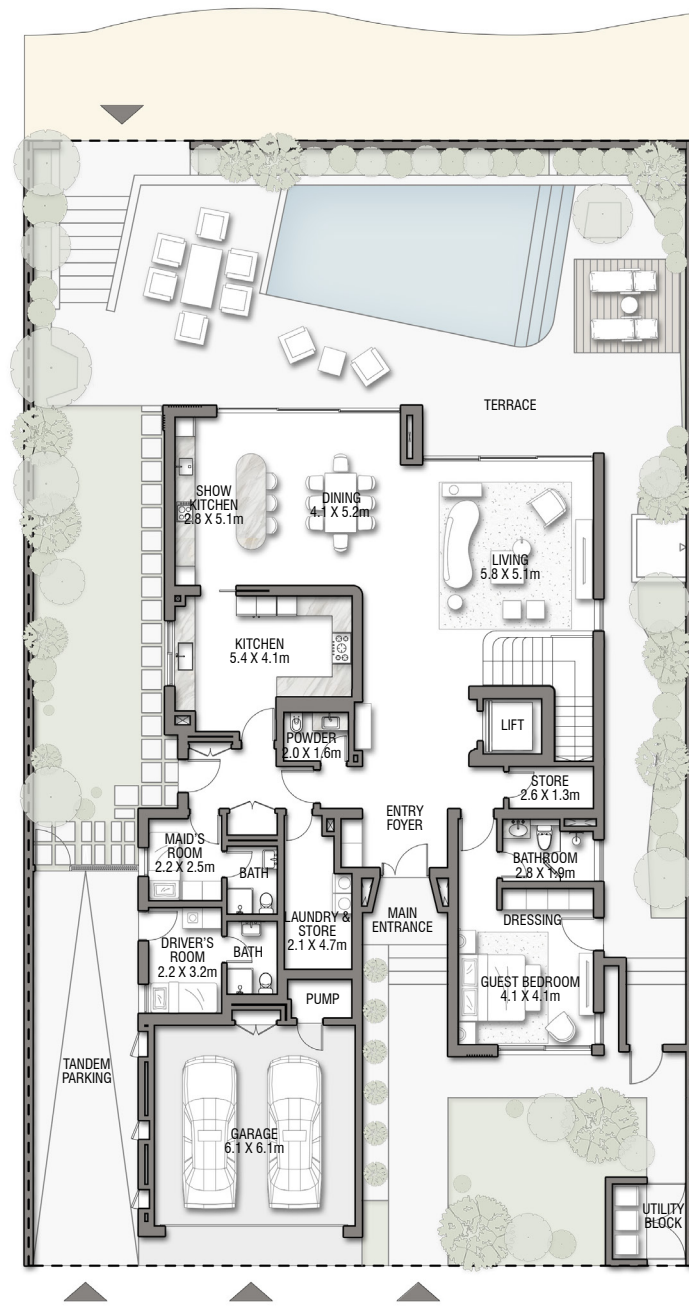 TERRACE
SHOW
KITCHEN
2.8 X 5.1m
DINING
4.1 X 5.2m
LIVING
5.8 X 5.1m
KITCHEN
5.4 X 4.1m
LIFT
POWDER
2.0 X 1.6m
STORE
2.6 X 1.3m
ENTRY
FOYER
MAID'S
ROOM
2.2 X 2.5m
BATH
BATHROOM
2.8 X 1.9m
LAUNDRY &
STORE
2.1 X 4.7m
MAIN
ENTRANCE
DRESSING
DRIVER'S
ROOM
2.2 X 3.2m
BATH
GUEST BEDROOM
4.1 X 4.1m
PUMP
TANDEM
PARKING
GARAGE
6.1 X 6.1m
UTILITY
BLOCK